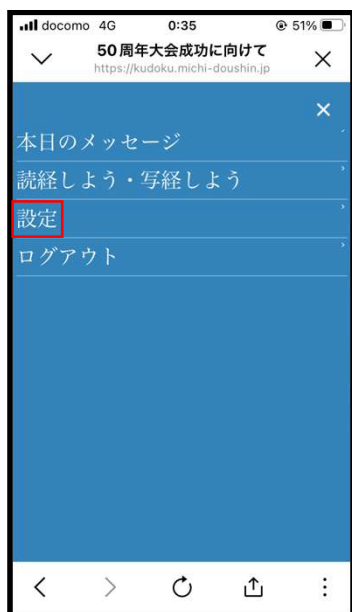 docomo 4G 0:35 51%
50周年大会成功に向けて
https://kudoku.michi-doushin.jp
本日のメッセージ
読経しよう・写経しよう
設定
ログアウト